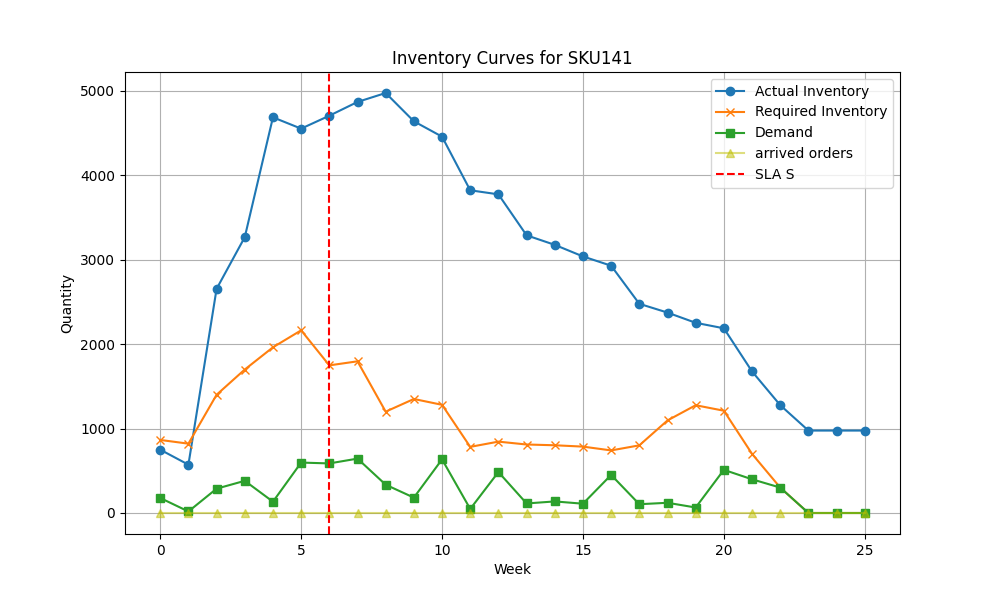 Inventory Curves for SKU141
Actual Inventory
Required Inventory
Demand
arrived orders
SLA S
Quantity
5000
4000
3000
2000
1000
0
0 5 10 15 20 25
Week